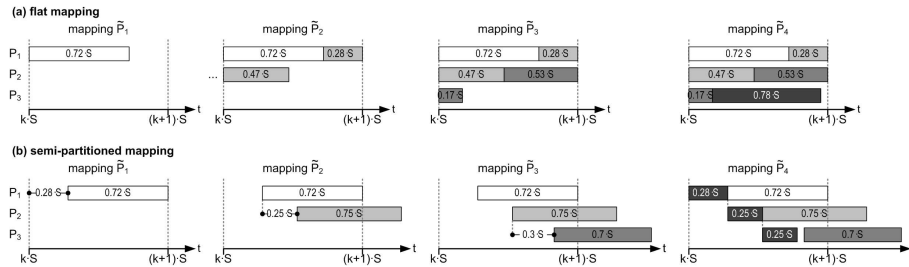 (a) flat mapping
mapping P̃₁ mapping P̃₂ mapping P̃₃ mapping P̃₄
P₁ 0.72·S 0.72·S 0.28·S 0.72·S 0.28·S 0.72·S 0.28·S
P₂ ... 0.47·S 0.47·S 0.53·S 0.47·S 0.53·S
P₃ 0.17·S 0.17·S 0.78·S
t t t t
k·S (k+1)·S k·S (k+1)·S k·S (k+1)·S k·S (k+1)·S
(b) semi-partitioned mapping
mapping P̃₁ mapping P̃₂ mapping P̃₃ mapping P̃₄
P₁ 0.28·S 0.72·S 0.72·S 0.72·S 0.28·S 0.72·S
P₂ 0.25·S 0.75·S 0.75·S 0.25·S 0.75·S
P₃ 0.3·S 0.7·S 0.25·S 0.7·S
t t t t
k·S (k+1)·S k·S (k+1)·S k·S (k+1)·S k·S (k+1)·S